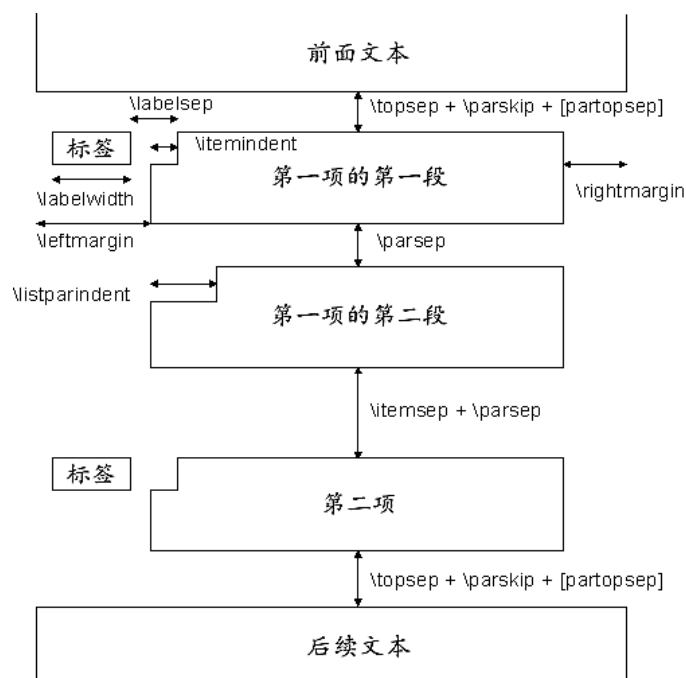 前面文本
\labelsep
\topsep + \parskip + [partopsep]
标签
\itemindent
第一项的第一段
\labelwidth
\rightmargin
\leftmargin
\parsep
\listparindent
第一项的第二段
\itemsep + \parsep
标签
第二项
\topsep + \parskip + [partopsep]
后续文本